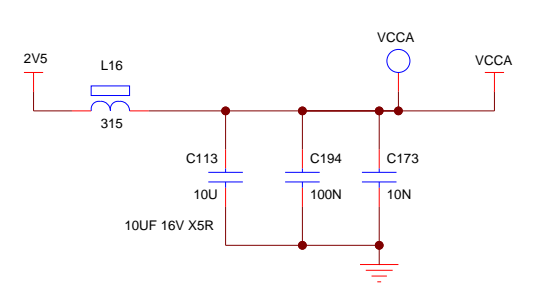 VCCA
2V5
L16
VCCA
315
C113
C194
C173
10U
100N
10N
10UF 16V X5R